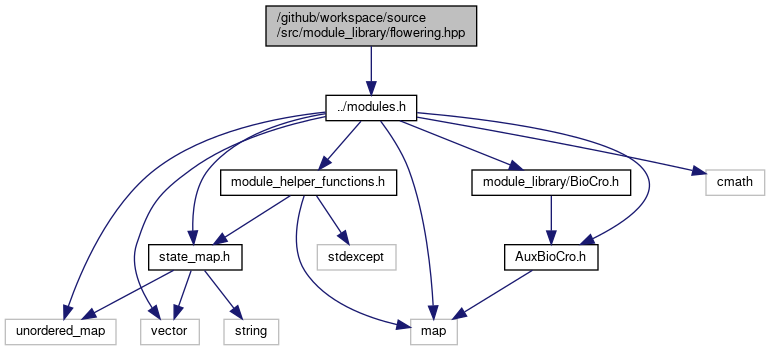 /github/workspace/source
/src/module_library/flowering.hpp
../modules.h
module_helper_functions.h
module_library/BioCro.h
cmath
state_map.h
stdexcept
AuxBioCro.h
unordered_map
vector
string
map